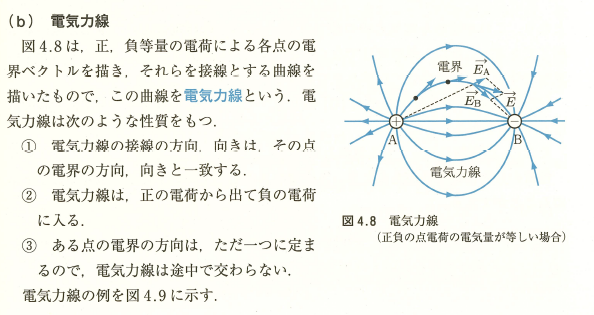 (b) 電気力線
図4.8は，正，負等量の電荷による各点の電
界ベクトルを描き，それらを接線とする曲線を
描いたもので，この曲線を電気力線という．電
気力線は次のような性質をもつ．
① 電気力線の接線の方向，向きは，その点
の電界の方向，向きと一致する．
② 電気力線は，正の電荷から出て負の電荷
に入る．
③ ある点の電界の方向は，ただ一つに定ま
るので，電気力線は途中で交わらない．
電気力線の例を図4.9に示す．
電界
E⃗A
E⃗B
E⃗
+
−
A
B
電気力線
図4.8 電気力線
(正負の点電荷の電気量が等しい場合)